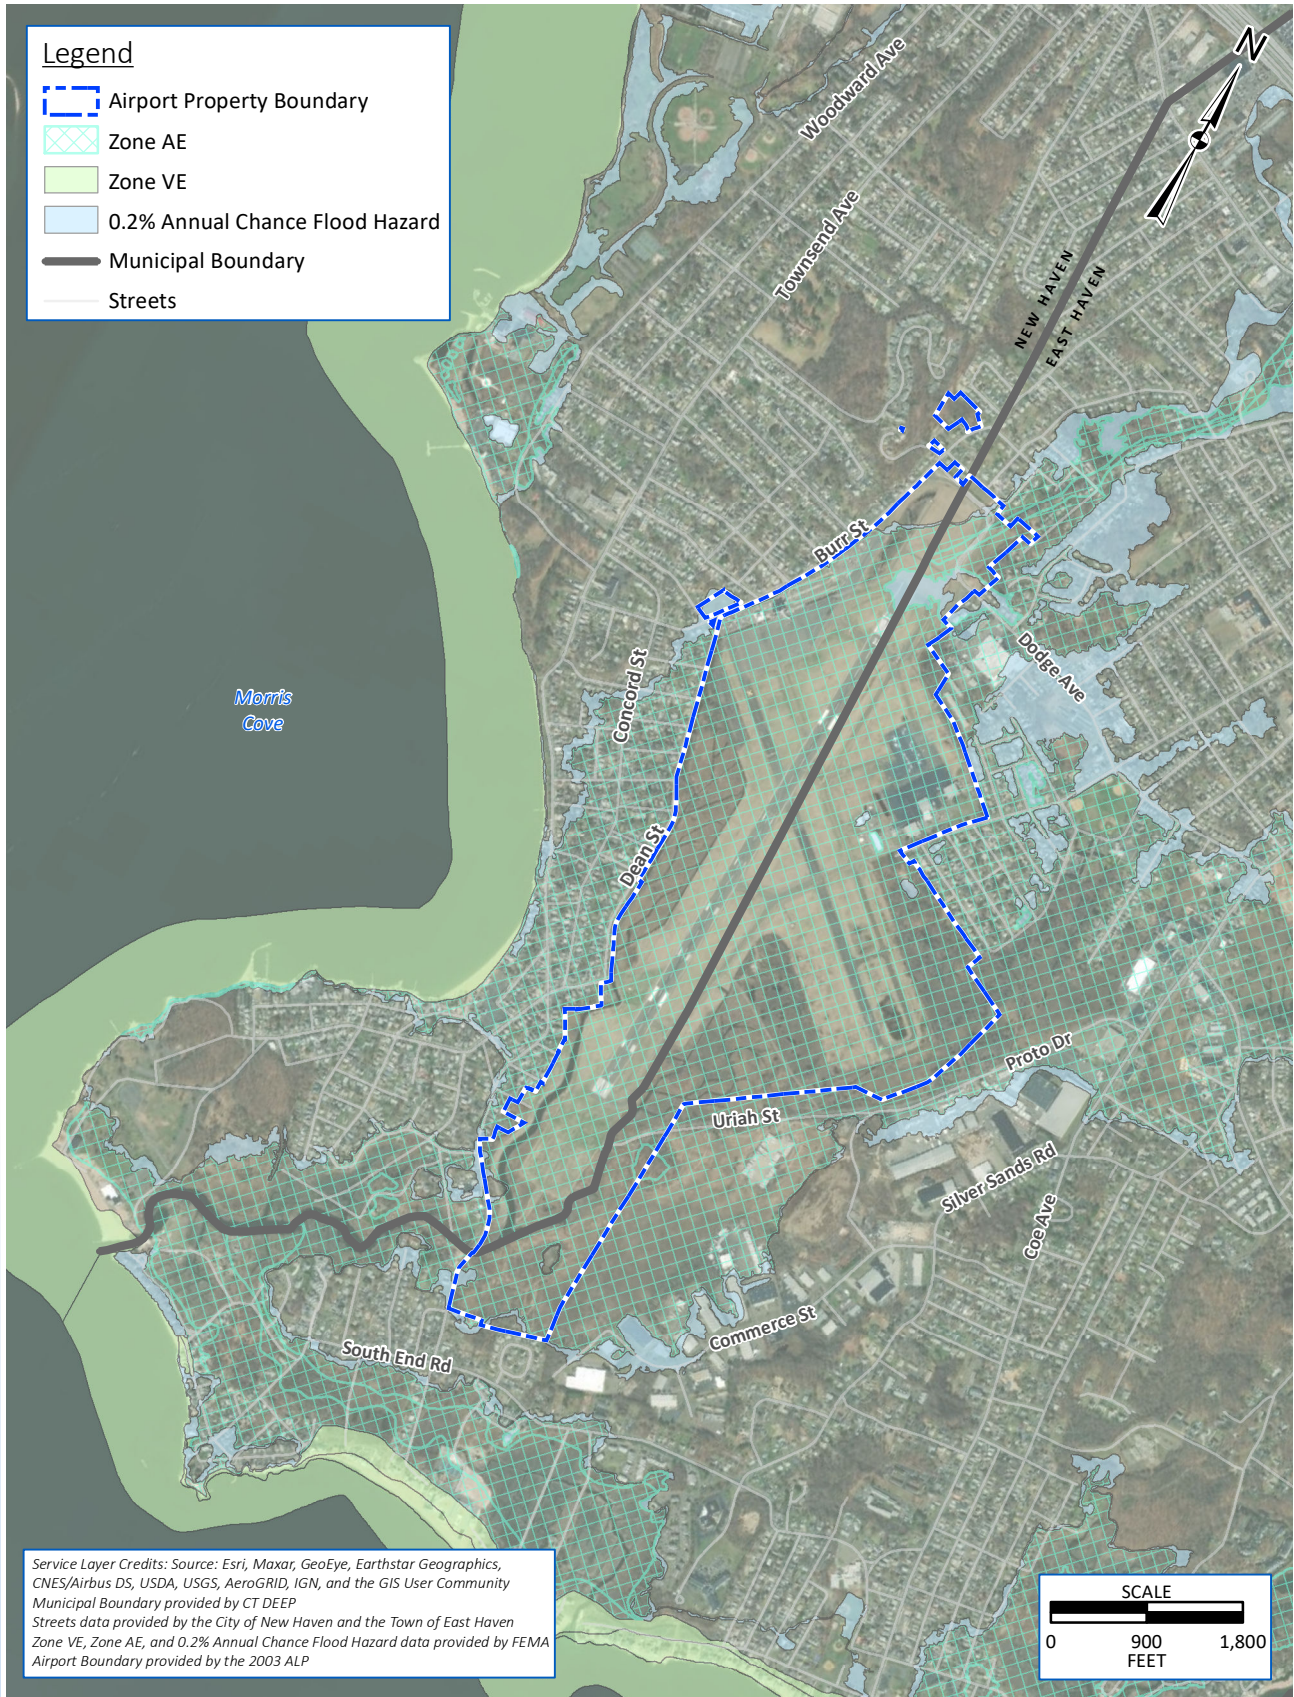 Legend
Airport Property Boundary
Zone AE
Zone VE
0.2% Annual Chance Flood Hazard
Municipal Boundary
Streets
N
Woodward Ave
Townsend Ave
NEW HAVEN
EAST HAVEN
Burr St
Dodge Ave
Concord St
Morris
Cove
Dean St
Proto Dr
Uriah St
Silver Sands Rd
Coe Ave
Commerce St
South End Rd
Service Layer Credits: Source: Esri, Maxar, GeoEye, Earthstar Geographics,
CNES/Airbus DS, USDA, USGS, AeroGRID, IGN, and the GIS User Community
Municipal Boundary provided by CT DEEP
Streets data provided by the City of New Haven and the Town of East Haven
Zone VE, Zone AE, and 0.2% Annual Chance Flood Hazard data provided by FEMA
Airport Boundary provided by the 2003 ALP
SCALE
0 900 1,800
FEET